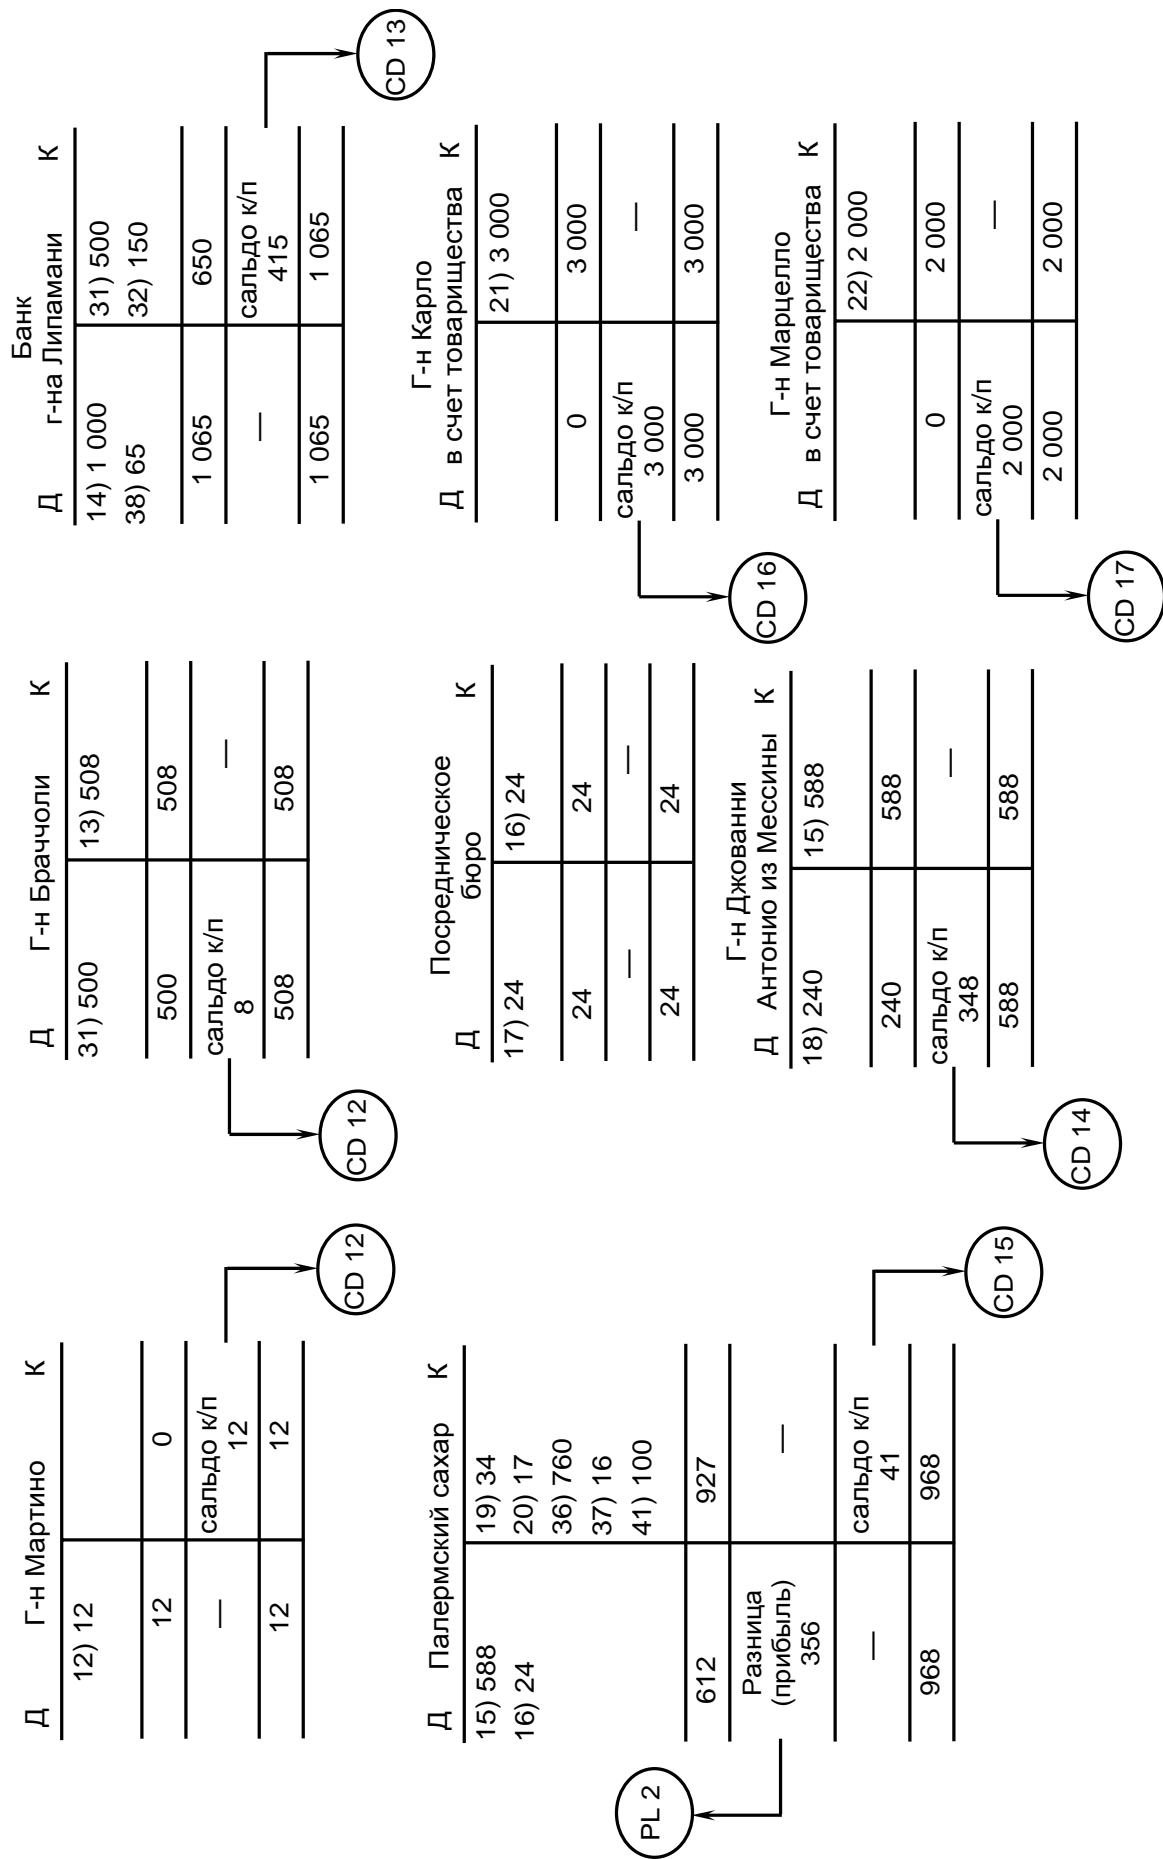 Д Г-н Мартино К
12) 12
12 0
— сальдо к/п
12
12 12
CD 12
Д Г-н Браччоли К
31) 500 13) 508
500 508
сальдо к/п —
8
508 508
CD 12
Банк
Д г-на Липамани К
14) 1 000 31) 500
38) 65 32) 150
1 065 650
— сальдо к/п
415
1 065 1 065
CD 13
Д Палермский сахар К
15) 588 19) 34
16) 24 20) 17
36) 760
37) 16
41) 100
612 927
Разница —
(прибыль)
356
— сальдо к/п
41
968 968
PL 2
CD 15
Посредническое
Д бюро К
17) 24 16) 24
24 24
— —
24 24
Г-н Джованни
Д Антонио из Мессины К
18) 240 15) 588
240 588
сальдо к/п —
348
588 588
CD 14
Г-н Карло
Д в счет товарищества К
21) 3 000
0 3 000
сальдо к/п —
3 000
3 000 3 000
CD 16
Г-н Марцелло
Д в счет товарищества К
22) 2 000
0 2 000
сальдо к/п —
2 000
2 000 2 000
CD 17